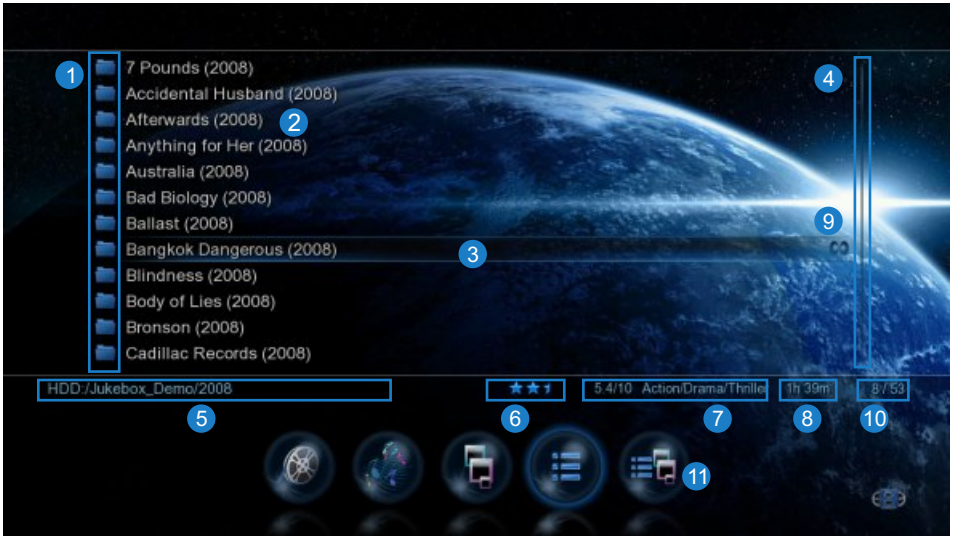 1
7 Pounds (2008)
4
Accidental Husband (2008)
Afterwards (2008)
2
Anything for Her (2008)
Australia (2008)
Bad Biology (2008)
9
Ballast (2008)
Bangkok Dangerous (2008)
3
Blindness (2008)
Body of Lies (2008)
Bronson (2008)
Cadillac Records (2008)
HDD:/Jukebox_Demo/2008
5.4/10 Action/Drama/Thrille
1h 39m
8 / 53
5
6
7
8
10
11